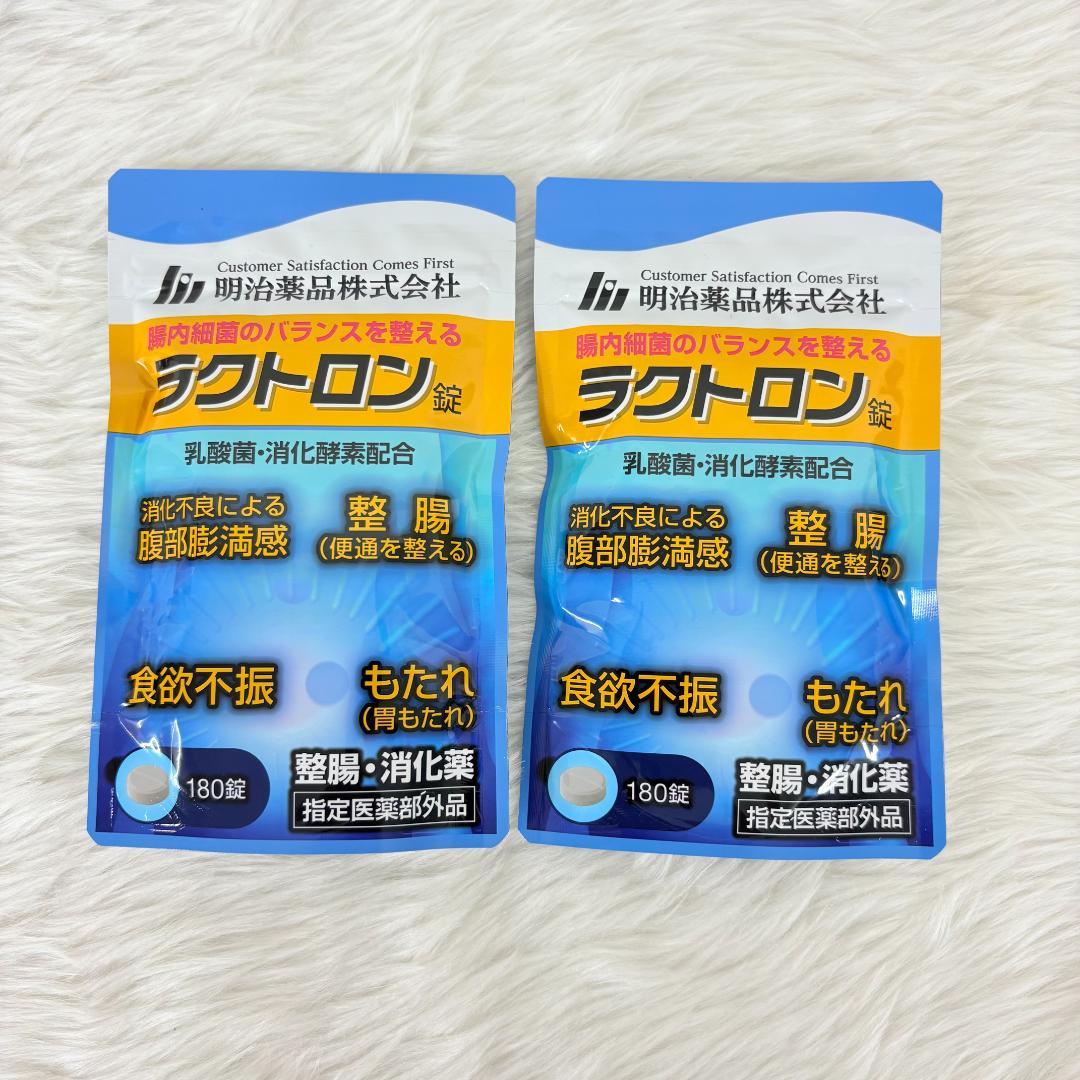 Customer Satisfaction Comes First
明治薬品株式会社
腸内細菌のバランスを整える
ラクトロン錠
乳酸菌・消化酵素配合
消化不良による
腹部膨満感
整腸
(便通を整える)
食欲不振
もたれ
(胃もたれ)
180錠
整腸・消化薬
指定医薬部外品
Customer Satisfaction Comes First
明治薬品株式会社
腸内細菌のバランスを整える
ラクトロン錠
乳酸菌・消化酵素配合
消化不良による
腹部膨満感
整腸
(便通を整える)
食欲不振
もたれ
(胃もたれ)
180錠
整腸・消化薬
指定医薬部外品